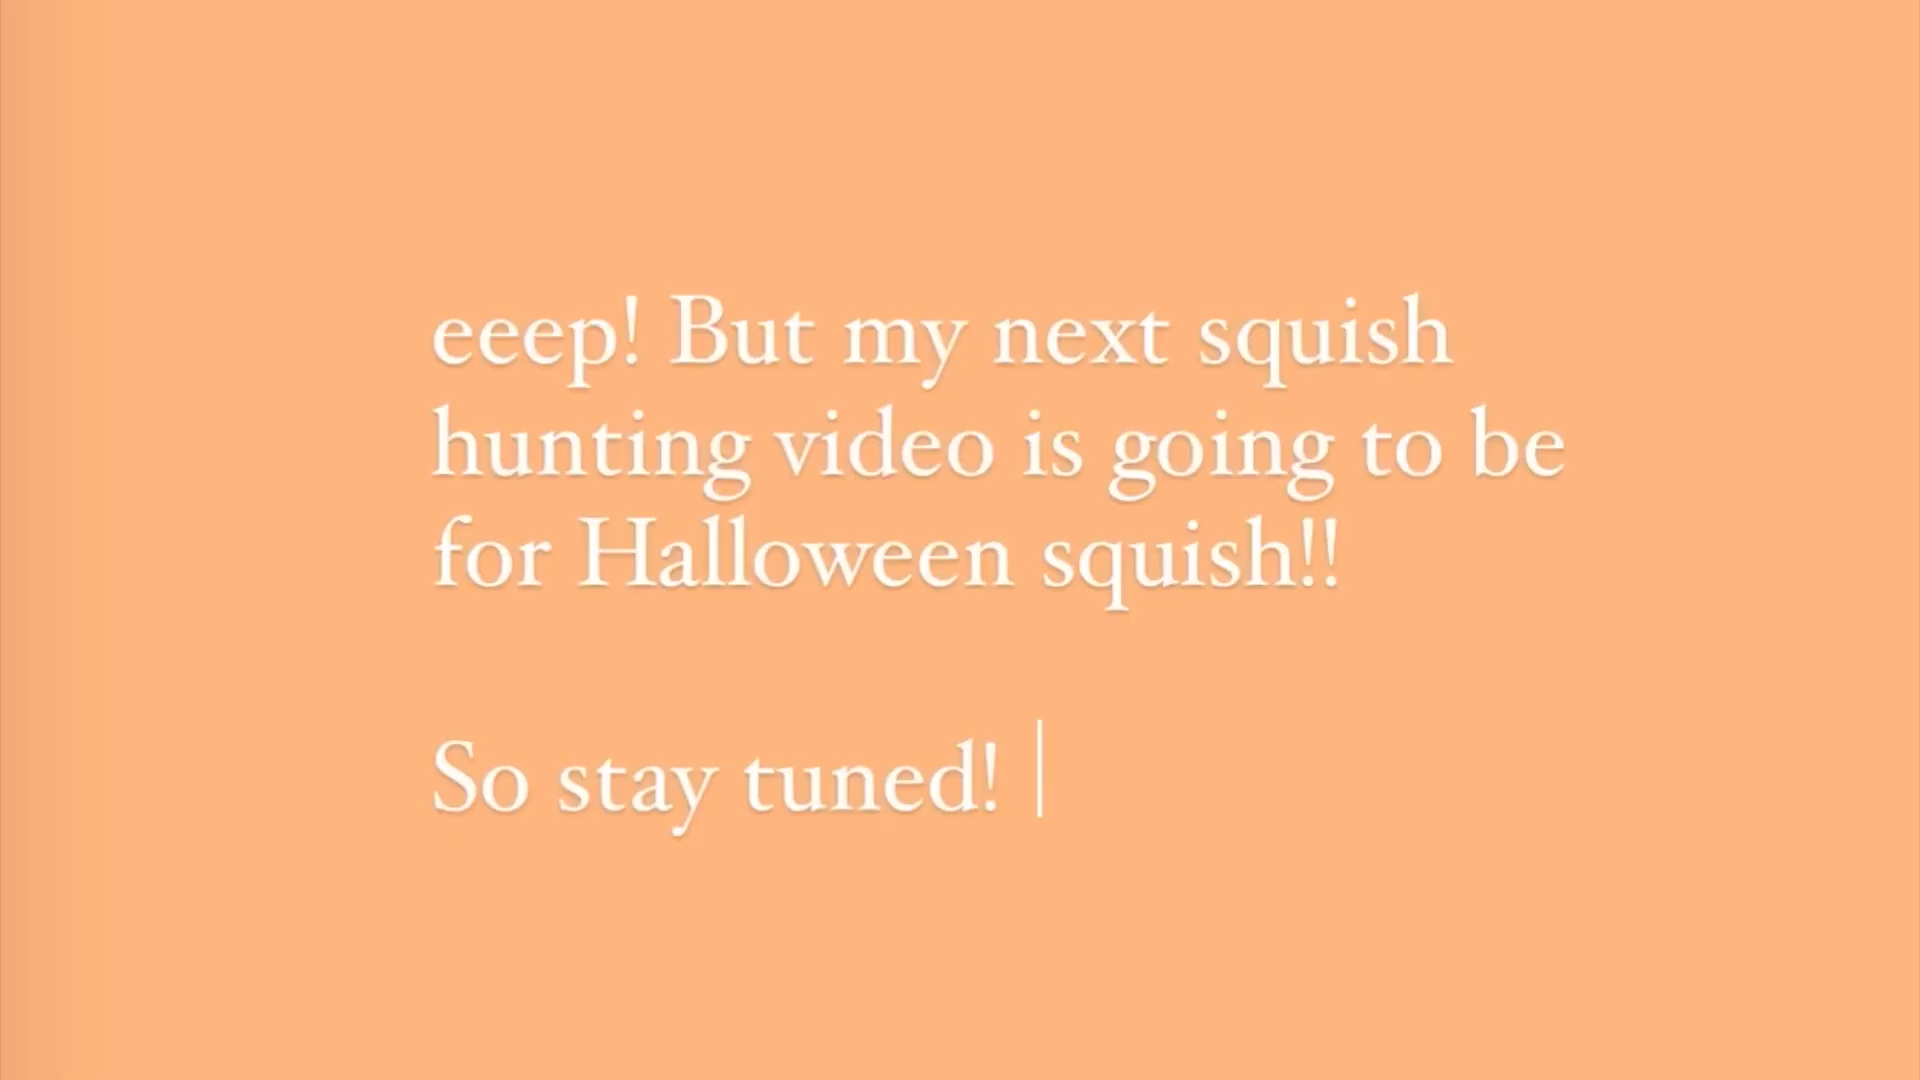 eeep! But my next squish
hunting video is going to be
for Halloween squish!!
So stay tuned!